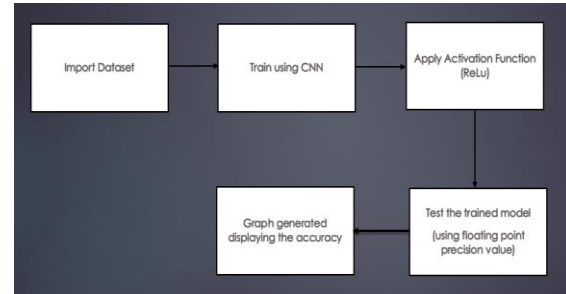 Import Dataset
Train using CNN
Apply Activation Function
(ReLu)
Test the trained model
(using floating point
precision value)
Graph generated
displaying the accuracy